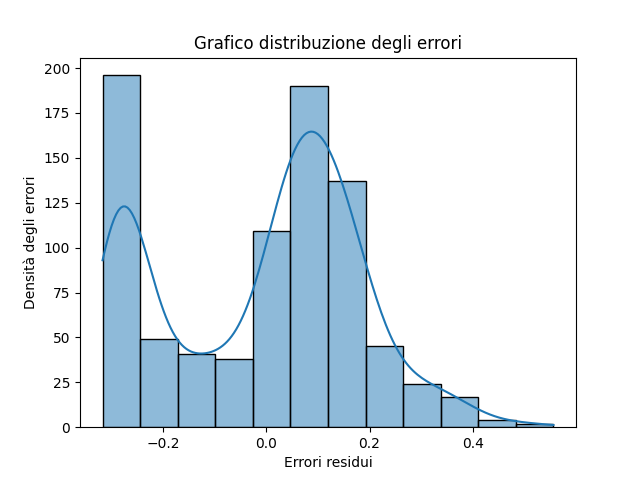 Grafico distribuzione degli errori
Densità degli errori
200
175
150
125
100
75
50
25
0
−0.2 0.0 0.2 0.4
Errori residui